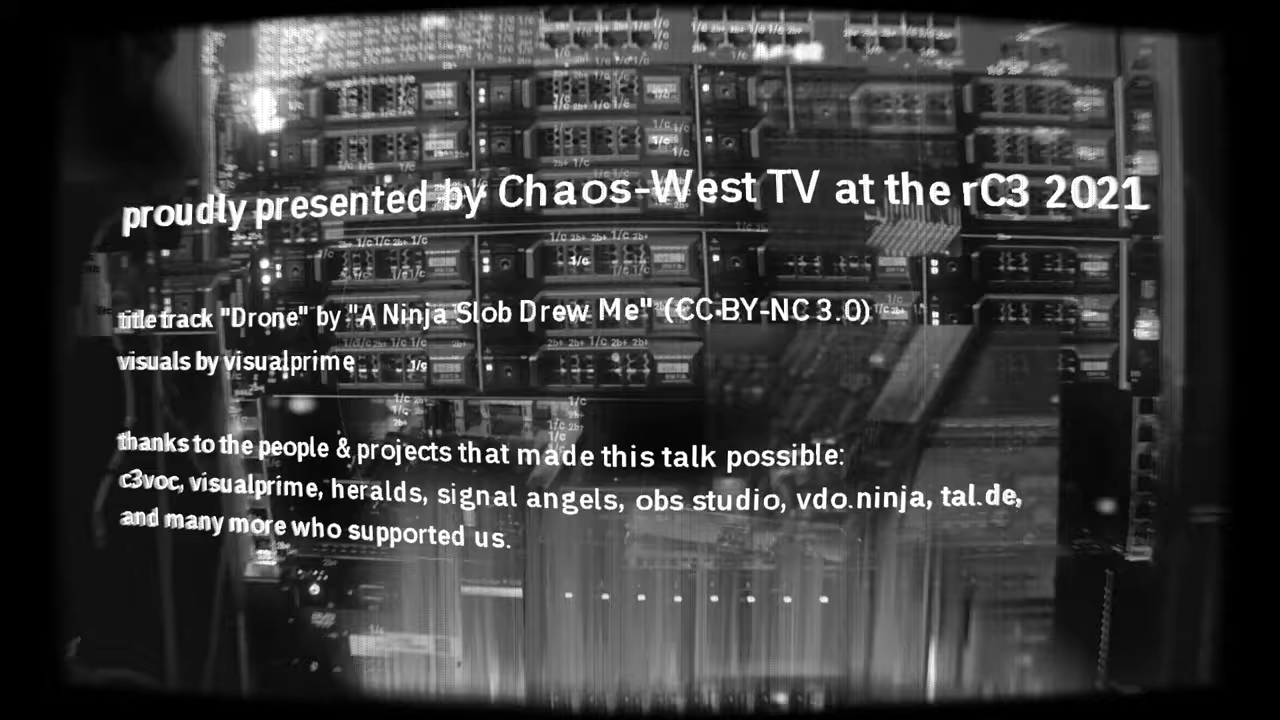 proudly presented by Chaos-West TV at the rC3 2021
title track "Drone" by "A Ninja Slob Drew Me" (CC-BY-NC 3.0)
visuals by visualprime
thanks to the people & projects that made this talk possible:
c3voc, visualprime, heralds, signal angels, obs studio, vdo.ninja, tal.de,
and many more who supported us.